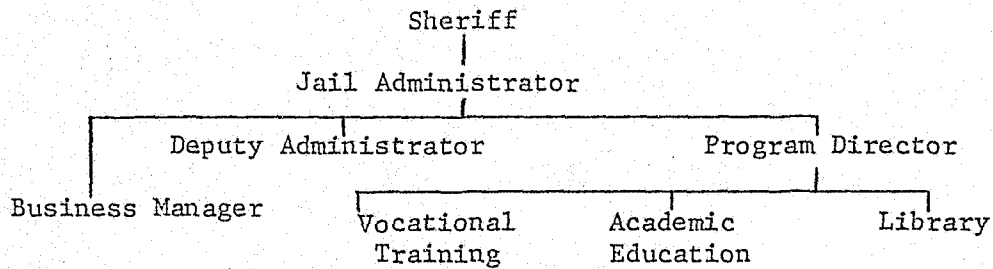 Sheriff
Jail Administrator
Deputy Administrator
Program Director
Business Manager
Vocational
Training
Academic
Education
Library